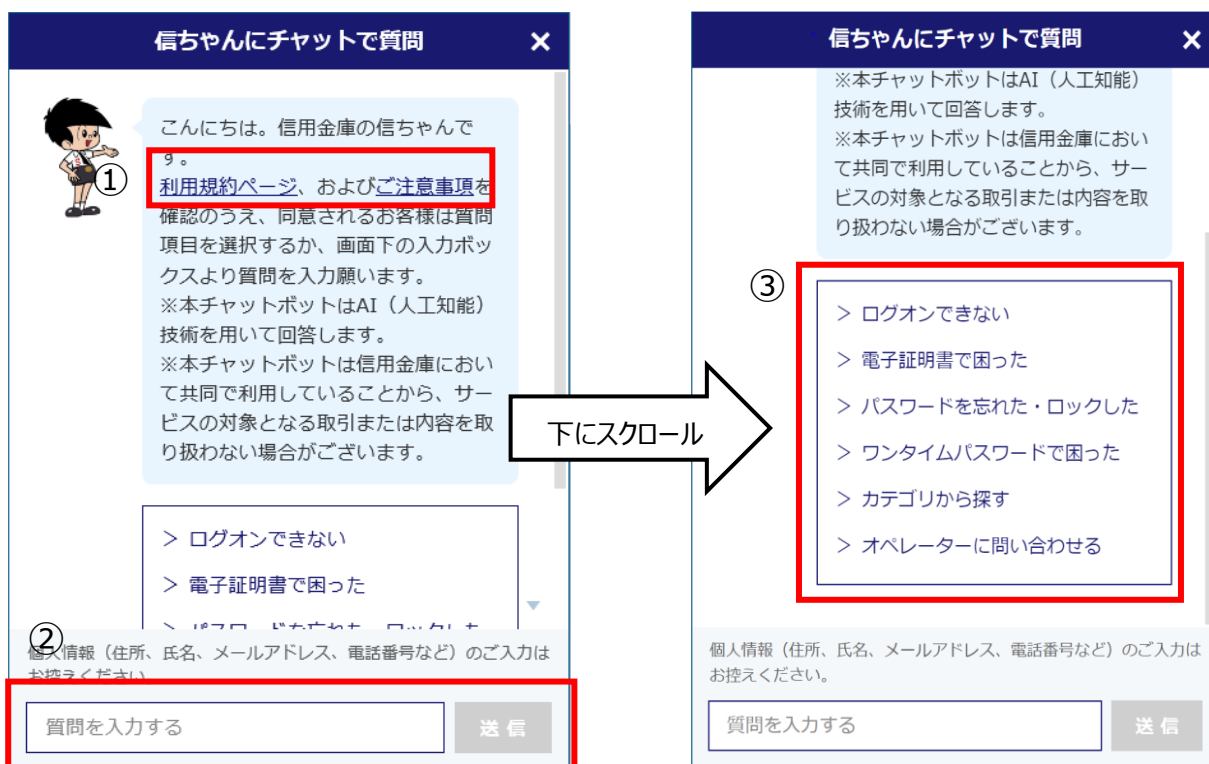 信ちゃんにチャットで質問 ×
①
こんにちは。信用金庫の信ちゃんで
す。
利用規約ページ、およびご注意事項を
確認のうえ、同意されるお客様は質問
項目を選択するか、画面下の入力ボッ
クスより質問を入力願います。
※本チャットボットはAI（人工知能）
技術を用いて回答します。
※本チャットボットは信用金庫におい
て共同で利用していることから、サー
ビスの対象となる取引または内容を取
り扱わない場合がございます。
＞ ログオンできない
＞ 電子証明書で困った
＞ パスワードを忘れた・ロックした
②
個人情報（住所、氏名、メールアドレス、電話番号など）のご入力は
お控えください。
質問を入力する
送信
下にスクロール
信ちゃんにチャットで質問 ×
※本チャットボットはAI（人工知能）
技術を用いて回答します。
※本チャットボットは信用金庫におい
て共同で利用していることから、サー
ビスの対象となる取引または内容を取
り扱わない場合がございます。
③
＞ ログオンできない
＞ 電子証明書で困った
＞ パスワードを忘れた・ロックした
＞ ワンタイムパスワードで困った
＞ カテゴリから探す
＞ オペレーターに問い合わせる
個人情報（住所、氏名、メールアドレス、電話番号など）のご入力は
お控えください。
質問を入力する
送信